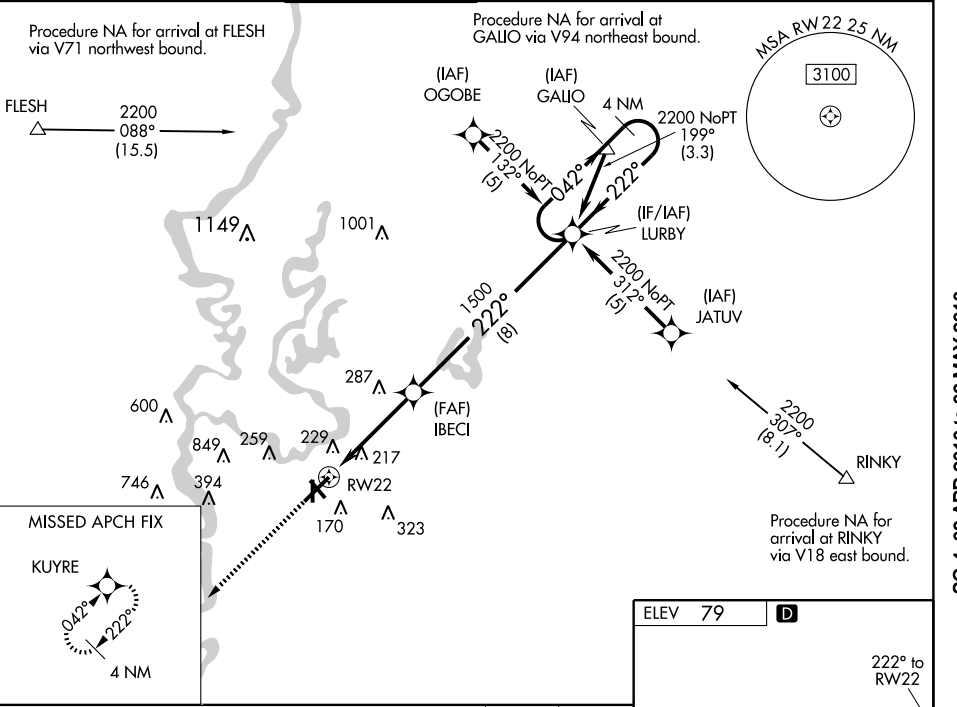 Procedure NA for arrival at FLESH
via V71 northwest bound.
Procedure NA for arrival at
GALIO via V94 northeast bound.
MSA RW 22 25 NM
3100
FLESH
2200
088°
(15.5)
(IAF)
OGOBE
(IAF)
GALIO
4 NM
2200 NoPT
199°
(3.3)
2200 NoPT
132°
(5)
042°
222°
(IF/IAF)
LURBY
1149
1001
2200 NoPT
312°
(5)
(IAF)
JATUV
1500
222°
(8)
287
(FAF)
IBECI
600
849
259
229
217
746
394
RW22
170
323
2200
307°
(8.1)
RINKY
Procedure NA for
arrival at RINKY
via V18 east bound.
MISSED APCH FIX
KUYRE
042°
222°
4 NM
ELEV 79
D
222° to
RW22